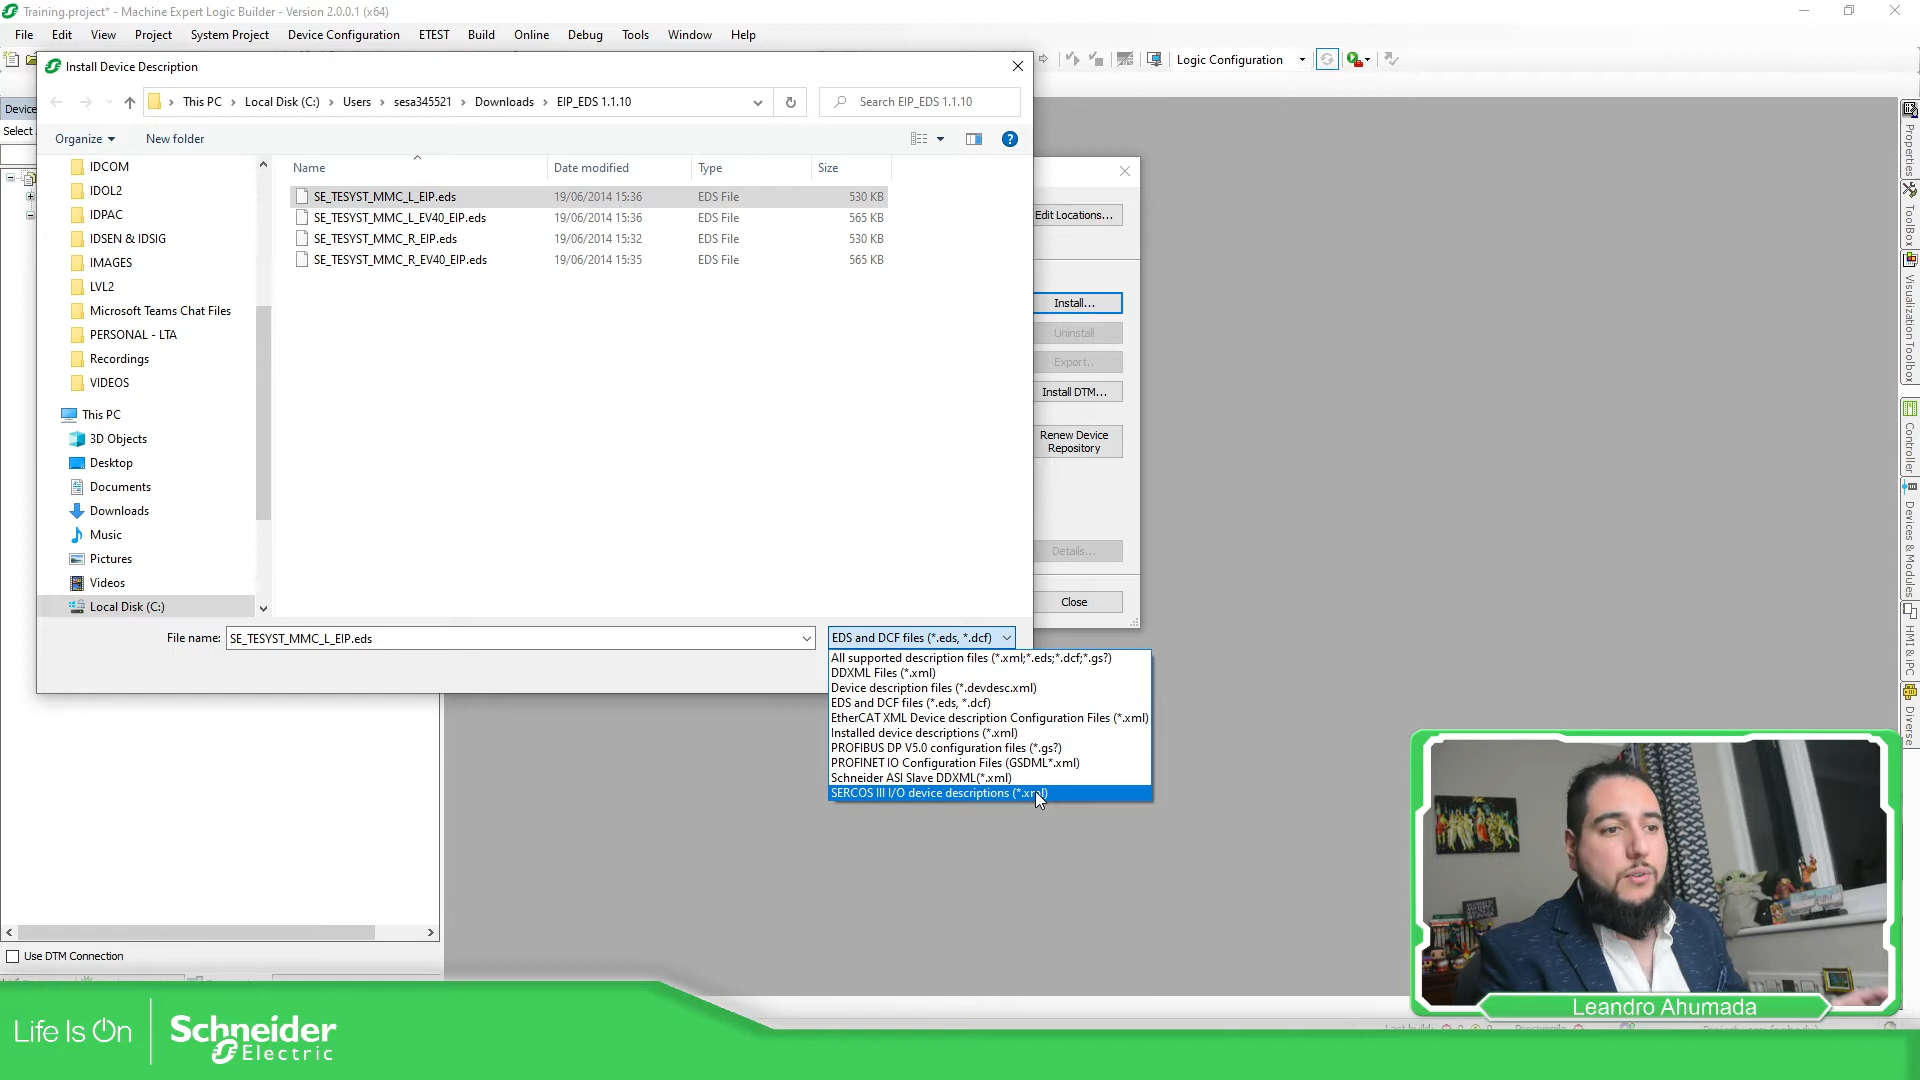 Training.project* - Machine Expert Logic Builder - Version 2.0.0.1 (x64)
File Edit View Project System Project Device Configuration ETEST Build Online Debug Tools Window Help
Install Device Description
Logic Configuration
This PC Local Disk (C:) Users sesa345521 Downloads EIP_EDS 1.1.10
Search EIP_EDS 1.1.10
Device
Select
Organize New folder
Name Date modified Type Size
SE_TESYST_MMC_L_EIP.eds 19/06/2014 15:36 EDS File 530 KB
SE_TESYST_MMC_L_EV40_EIP.eds 19/06/2014 15:36 EDS File 565 KB
SE_TESYST_MMC_R_EIP.eds 19/06/2014 15:32 EDS File 530 KB
SE_TESYST_MMC_R_EV40_EIP.eds 19/06/2014 15:35 EDS File 565 KB
IDCOM
IDOL2
IDPAC
IDSEN & IDSIG
IMAGES
LVL2
Microsoft Teams Chat Files
PERSONAL - LTA
Recordings
VIDEOS
This PC
3D Objects
Desktop
Documents
Downloads
Music
Pictures
Videos
Local Disk (C:)
File name: SE_TESYST_MMC_L_EIP.eds
EDS and DCF files (*.eds, *.dcf)
All supported description files (*.xml;*.eds;*.dcf;*.gs?)
DDXML Files (*.xml)
Device description files (*.devdesc.xml)
EDS and DCF files (*.eds, *.dcf)
EtherCAT XML Device description Configuration Files (*.xml)
Installed device descriptions (*.xml)
PROFIBUS DP V5.0 configuration files (*.gs?)
PROFINET IO Configuration Files (GSDML*.xml)
Schneider ASI Slave DDXML(*.xml)
SERCOS III I/O device descriptions (*.xml)
Edit Locations...
Install...
Uninstall
Export...
Install DTM...
Renew Device
Repository
Details...
Close
Properties
ToolBox
Visualization Toolbox
Controller
Devices & Modules
HMI & iPC
Diverse
Use DTM Connection
Life Is On
Schneider
Electric
Leandro Ahumada